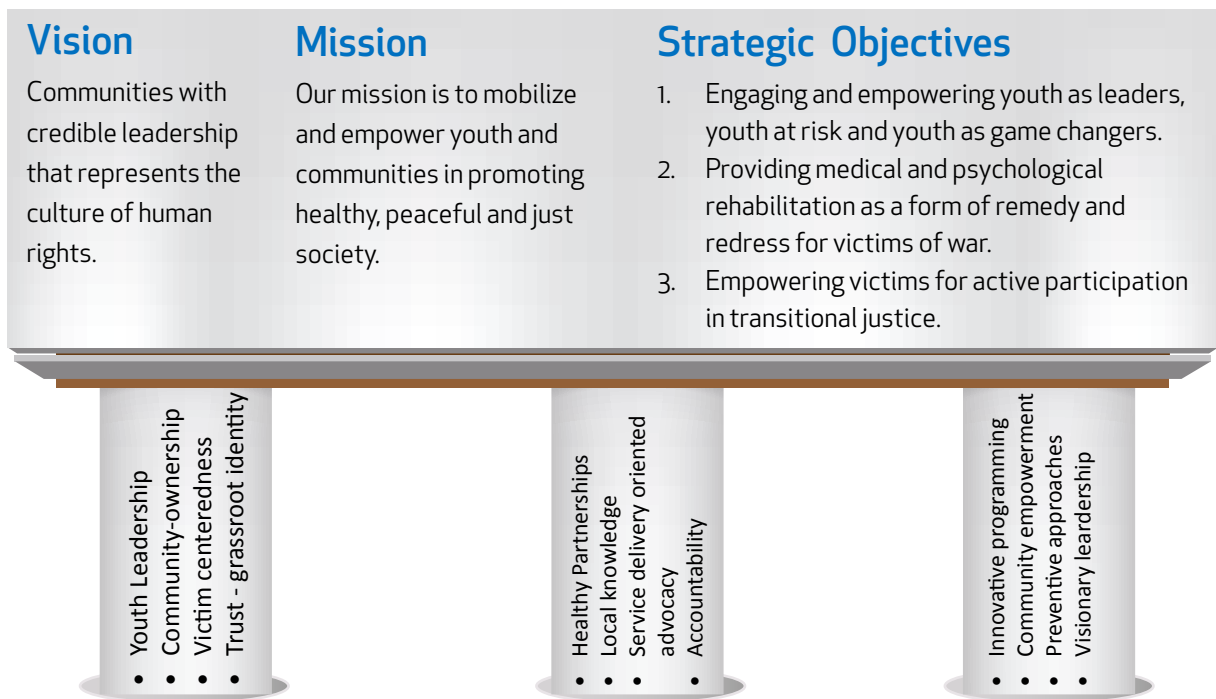 Vision
Communities with
credible leadership
that represents the
culture of human
rights.
Mission
Our mission is to mobilize
and empower youth and
communities in promoting
healthy, peaceful and just
society.
Strategic Objectives
1. Engaging and empowering youth as leaders,
youth at risk and youth as game changers.
2. Providing medical and psychological
rehabilitation as a form of remedy and
redress for victims of war.
3. Empowering victims for active participation
in transitional justice.
• Youth Leadership
• Community-ownership
• Victim centeredness
• Trust - grassroot identity
• Healthy Partnerships
• Local knowledge
• Service delivery oriented
advocacy
• Accountability
• Innovative programming
• Community empowerment
• Preventive approaches
• Visionary leardership